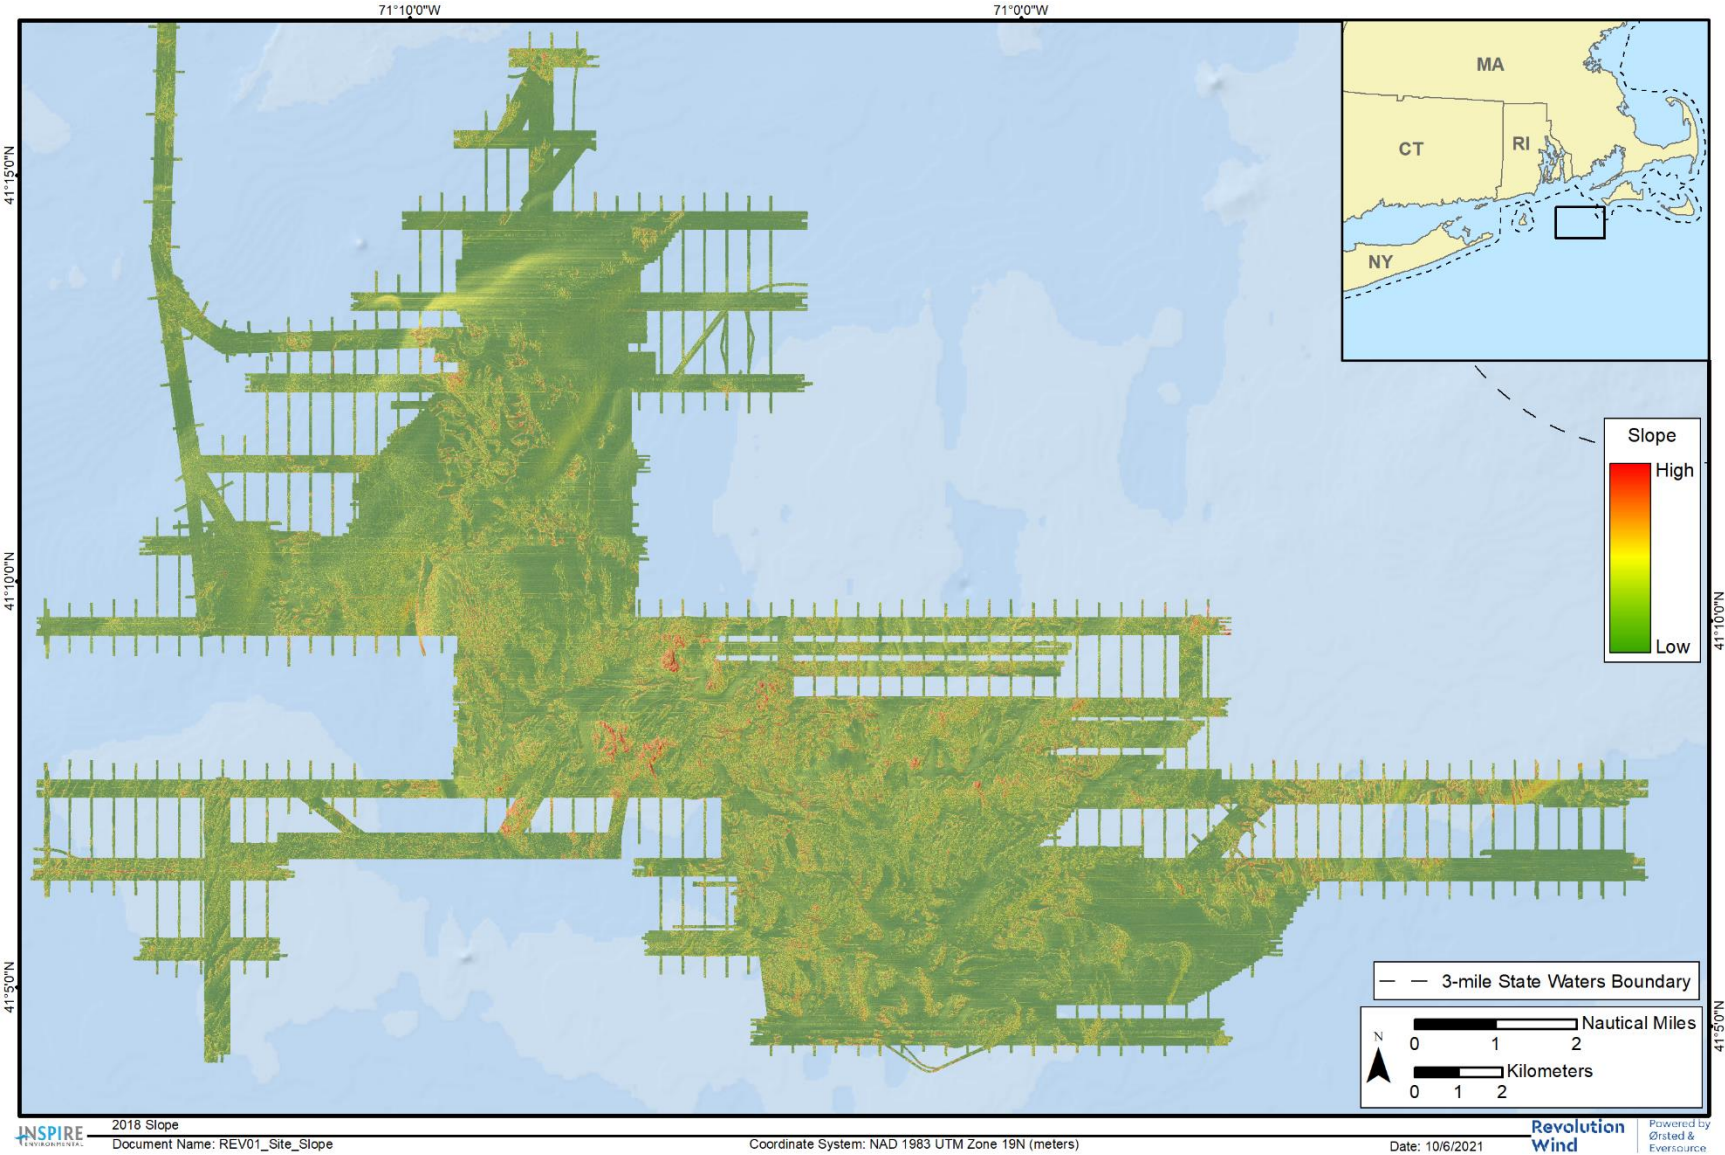 71°10'0"W
71°0'0"W
MA
CT
RI
NY
41°15'0"N
41°10'0"N
41°5'0"N
41°10'0"N
41°5'0"N
Slope
High
Low
3-mile State Waters Boundary
N
Nautical Miles
0 1 2
Kilometers
0 1 2
INSPIRE
ENVIRONMENTAL
2018 Slope
Document Name: REV01_Site_Slope
Coordinate System: NAD 1983 UTM Zone 19N (meters)
Date: 10/6/2021
Revolution
Wind
Powered by
Ørsted &
Eversource